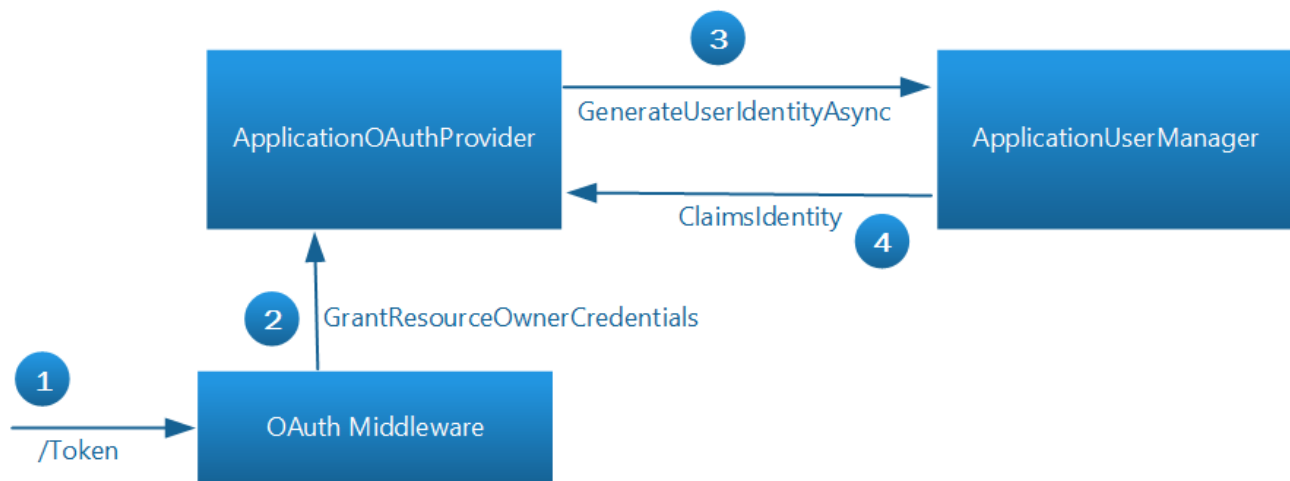 3
GenerateUserIdentityAsync
ApplicationOAuthProvider
ApplicationUserManager
ClaimsIdentity
4
2
GrantResourceOwnerCredentials
1
/Token
OAuth Middleware